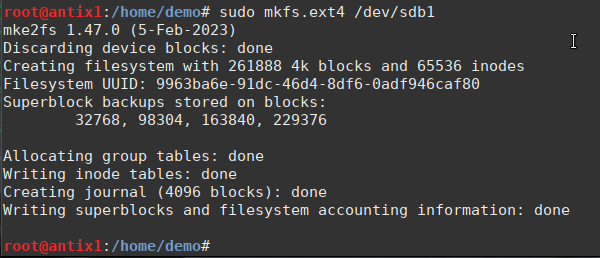 root@antix1:/home/demo# sudo mkfs.ext4 /dev/sdb1
mke2fs 1.47.0 (5-Feb-2023)
Discarding device blocks: done
Creating filesystem with 261888 4k blocks and 65536 inodes
Filesystem UUID: 9963ba6e-91dc-46d4-8df6-0adf946caf80
Superblock backups stored on blocks:
        32768, 98304, 163840, 229376

Allocating group tables: done
Writing inode tables: done
Creating journal (4096 blocks): done
Writing superblocks and filesystem accounting information: done

root@antix1:/home/demo#